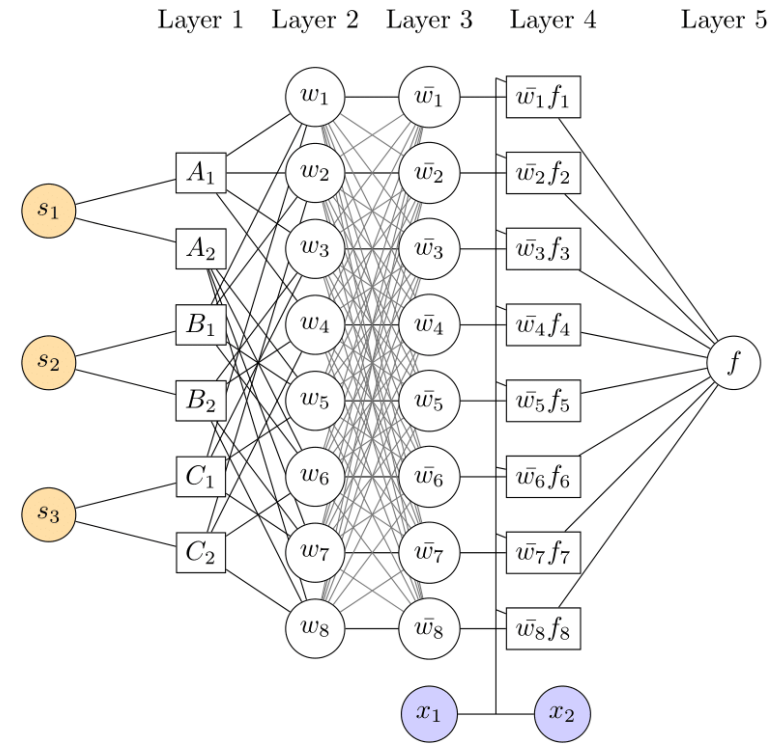 Layer 1 Layer 2 Layer 3 Layer 4 Layer 5
w₁ w̄₁ w̄₁f₁
A₁ w₂ w̄₂ w̄₂f₂
s₁
A₂ w₃ w̄₃ w̄₃f₃
B₁ w₄ w̄₄ w̄₄f₄
s₂ f
B₂ w₅ w̄₅ w̄₅f₅
C₁ w₆ w̄₆ w̄₆f₆
s₃
C₂ w₇ w̄₇ w̄₇f₇
w₈ w̄₈ w̄₈f₈
x₁ x₂